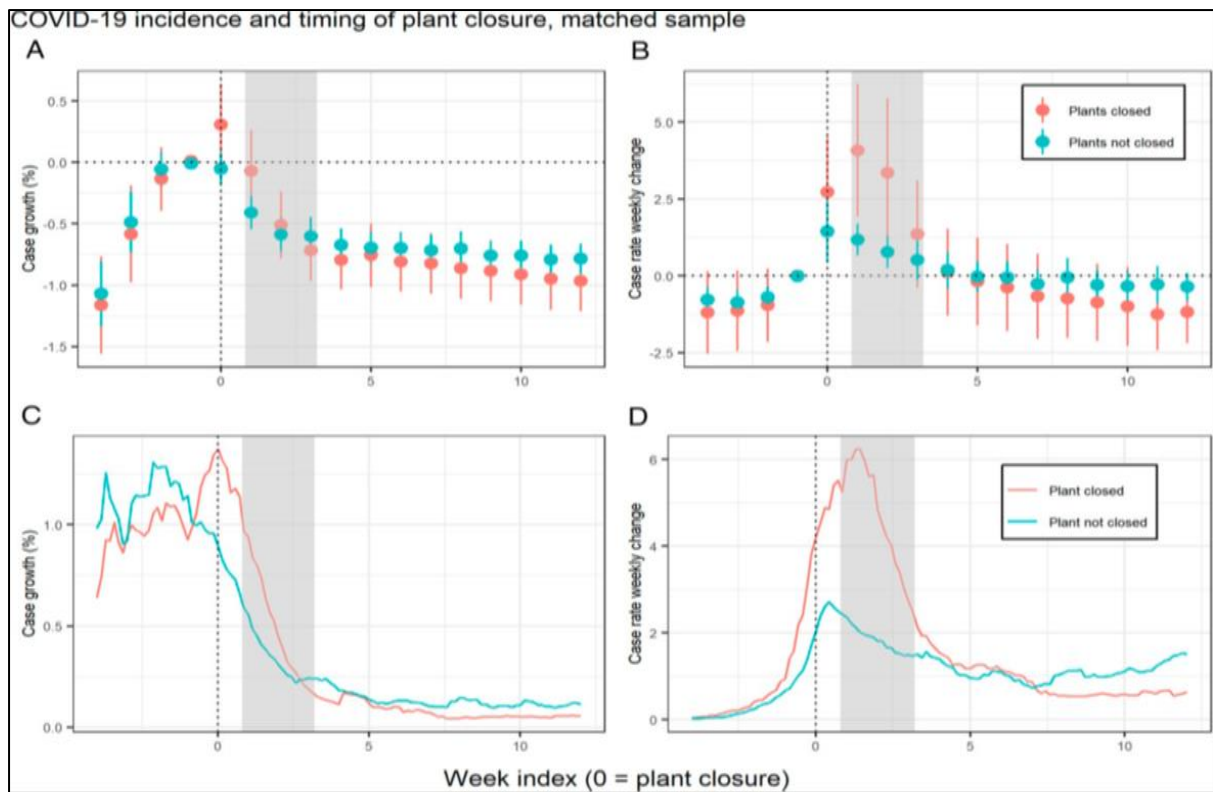 COVID-19 incidence and timing of plant closure, matched sample
A
B
Case growth (%)
0.5
0.0
-0.5
-1.0
-1.5
0
5
10
Case rate weekly change
5.0
2.5
0.0
-2.5
0
5
10
Plants closed
Plants not closed
C
D
Case growth (%)
1.0
0.5
0.0
0
5
10
Case rate weekly change
6
4
2
0
0
5
10
Plant closed
Plant not closed
Week index (0 = plant closure)